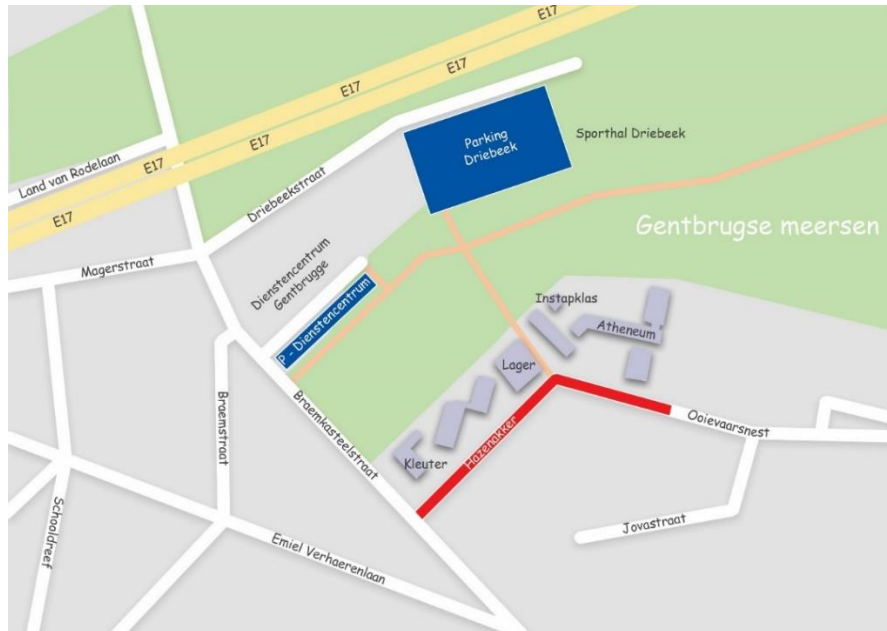 E17
E17
E17
E17
E17
E17
Land van Rodelaan
Parking
Driebeek
Sporthal Driebeek
Driebeekstraat
Gentbrugse meersen
Magerstraat
Dienstencentrum
Gentbrugge
P - Dienstencentrum
Instapklas
Atheneum
Lager
Braemstraat
Braemkasteelstraat
Hazenakker
Ooievaarsnest
Kleuter
Schooldreef
Jovastraat
Emiel Verhaerenlaan